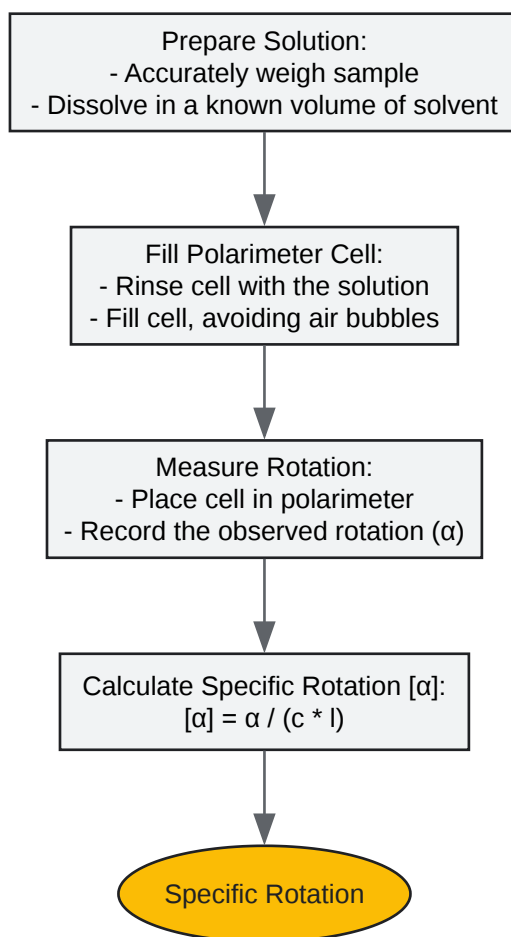 Prepare Solution:
- Accurately weigh sample
- Dissolve in a known volume of solvent
Fill Polarimeter Cell:
- Rinse cell with the solution
- Fill cell, avoiding air bubbles
Measure Rotation:
- Place cell in polarimeter
- Record the observed rotation (α)
Calculate Specific Rotation [α]:
[α] = α / (c * l)
Specific Rotation